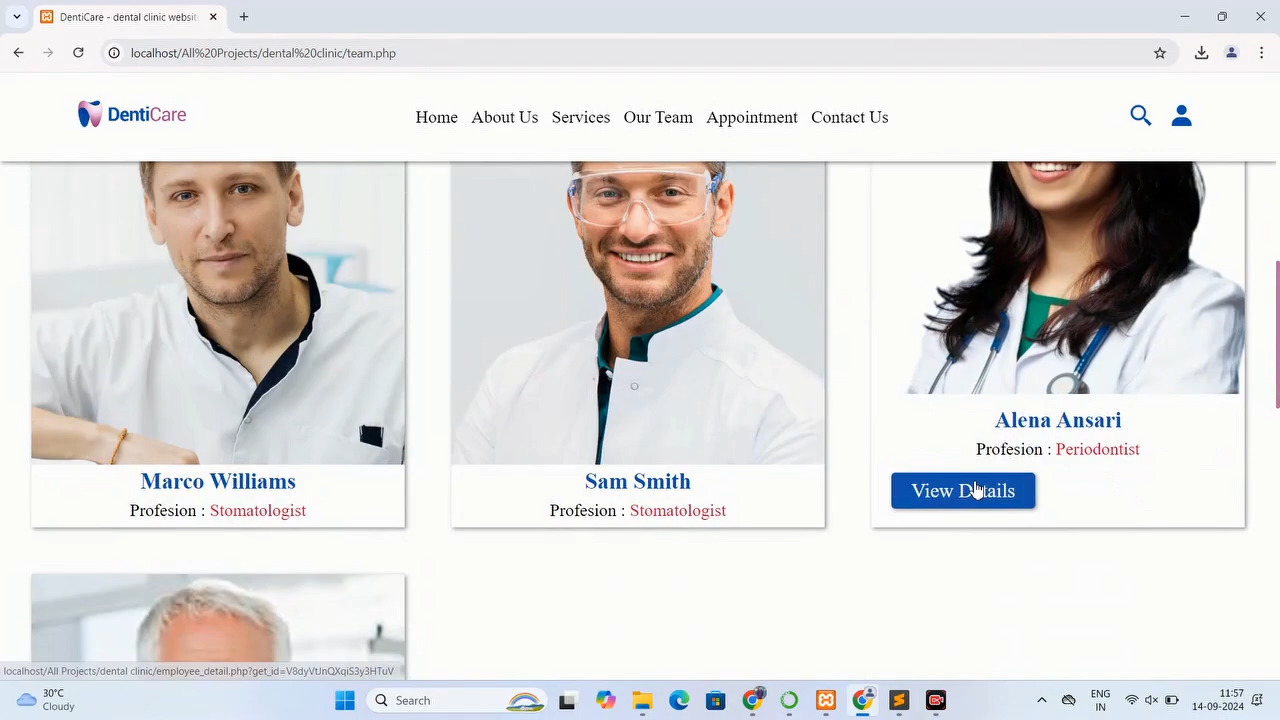 DentiCare - dental clinic websit
localhost/All%20Projects/dental%20clinic/team.php
DentiCare
Home About Us Services Our Team Appointment Contact Us
Marco Williams
Profesion : Stomatologist
Sam Smith
Profesion : Stomatologist
Alena Ansari
Profesion : Periodontist
View Details
localhost/All Projects/dental clinic/employee_detail.php?get_id=V8dyVtJnQXqiS3y3HTuV
30°C
Cloudy
Search
ENG
IN
11:57
14-09-2024